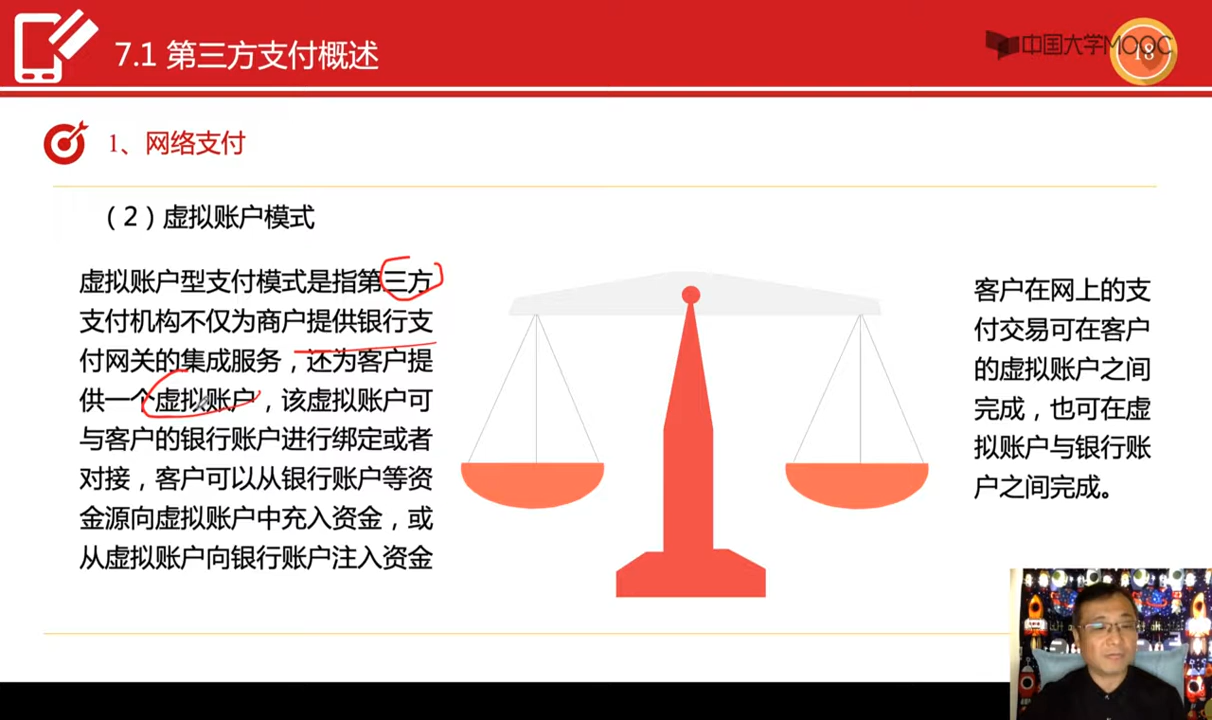 7.1 第三方支付概述
中国大学MOOC
18
1、网络支付
（2）虚拟账户模式
虚拟账户型支付模式是指第三方
支付机构不仅为商户提供银行支
付网关的集成服务，还为客户提
供一个虚拟账户，该虚拟账户可
与客户的银行账户进行绑定或者
对接，客户可以从银行账户等资
金源向虚拟账户中充入资金，或
从虚拟账户向银行账户注入资金
客户在网上的支
付交易可在客户
的虚拟账户之间
完成，也可在虚
拟账户与银行账
户之间完成。